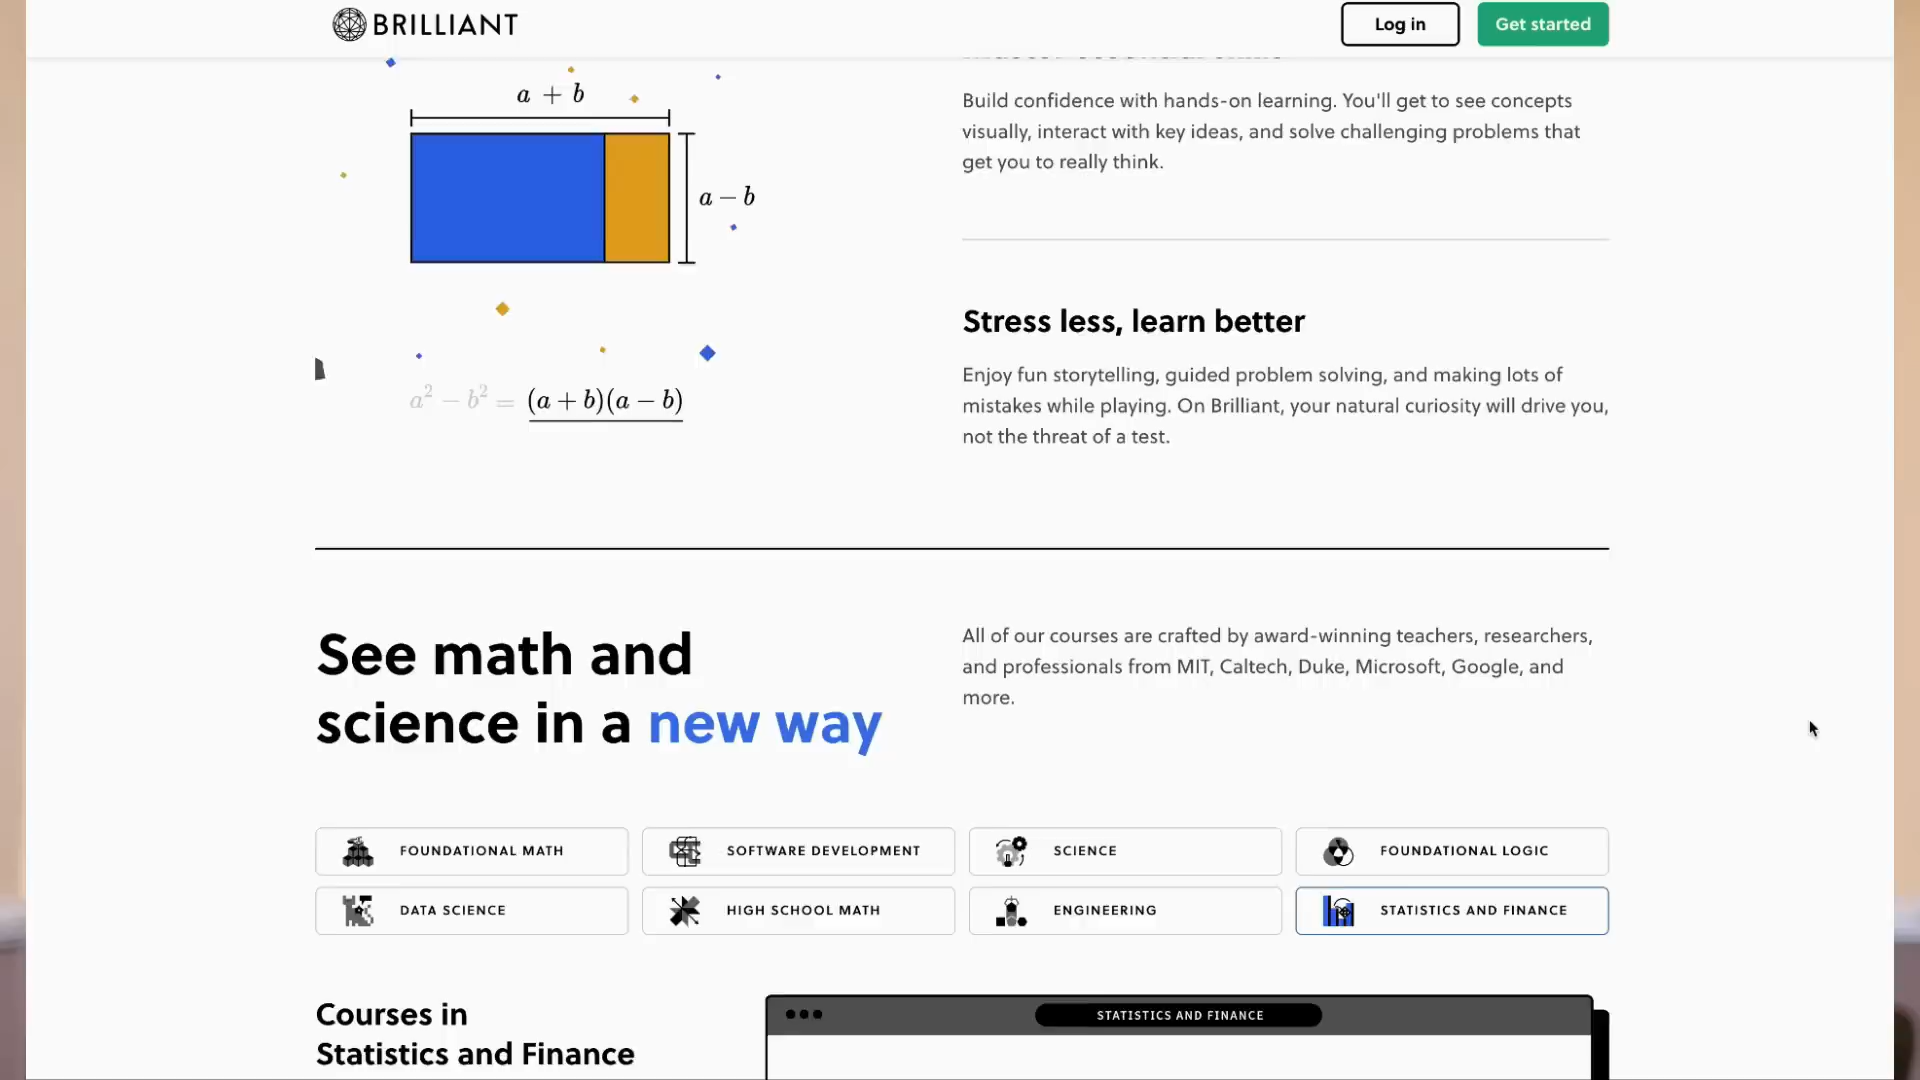 BRILLIANT
Log in
Get started
a + b
a − b
a² − b² = (a + b)(a − b)
Build confidence with hands-on learning. You'll get to see concepts
visually, interact with key ideas, and solve challenging problems that
get you to really think.
Stress less, learn better
Enjoy fun storytelling, guided problem solving, and making lots of
mistakes while playing. On Brilliant, your natural curiosity will drive you,
not the threat of a test.
See math and
science in a new way
All of our courses are crafted by award-winning teachers, researchers,
and professionals from MIT, Caltech, Duke, Microsoft, Google, and
more.
FOUNDATIONAL MATH
SOFTWARE DEVELOPMENT
SCIENCE
FOUNDATIONAL LOGIC
DATA SCIENCE
HIGH SCHOOL MATH
ENGINEERING
STATISTICS AND FINANCE
Courses in
Statistics and Finance
STATISTICS AND FINANCE